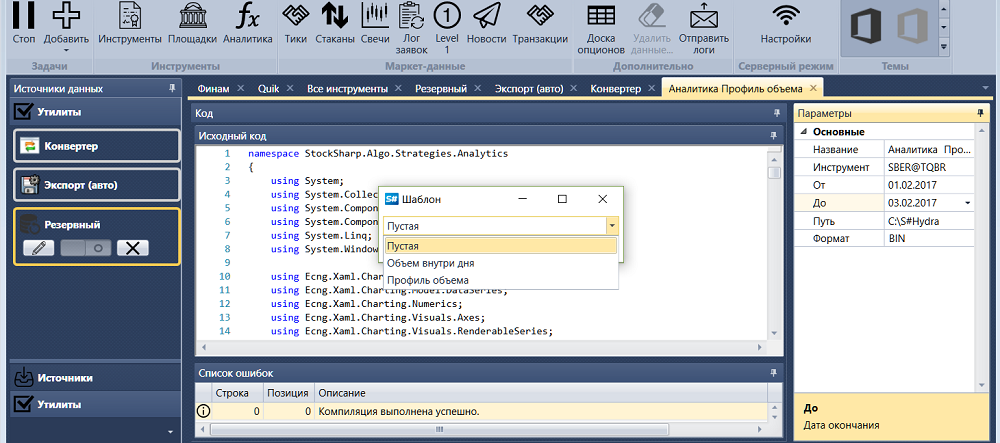 Стоп
Добавить
Инструменты
Площадки
Аналитика
Тики
Стаканы
Свечи
Лог заявок
Level 1
Новости
Транзакции
Доска опционов
Удалить данные...
Отправить логи
Настройки
Задачи
Инструменты
Маркет-данные
Дополнительно
Серверный режим
Темы
Источники данных
Утилиты
Конвертер
Экспорт (авто)
Резервный
Источники
Утилиты
Финам
Quik
Все инструменты
Резервный
Экспорт (авто)
Конвертер
Аналитика Профиль объема
Код
Исходный код
1 namespace StockSharp.Algo.Strategies.Analytics
2 {
3 using System;
4 using System.Collec
5 using System.Compon
6 using System.Compon
7 using System.Linq;
8 using System.Window
9
10 using Ecng.Xaml.Char
11 using Ecng.Xaml.Charting.Model.DataSeries;
12 using Ecng.Xaml.Charting.Numerics;
13 using Ecng.Xaml.Charting.Visuals.Axes;
14 using Ecng.Xaml.Charting.Visuals.RenderableSeries;
S# Шаблон
Пустая
Пустая
Объем внутри дня
Профиль объема
Список ошибок
Строка Позиция Описание
0 0 Компиляция выполнена успешно.
Параметры
Основные
Название Аналитика Про...
Инструмент SBER@TQBR
От 01.02.2017
До 03.02.2017
Путь C:\S#Hydra
Формат BIN
До
Дата окончания